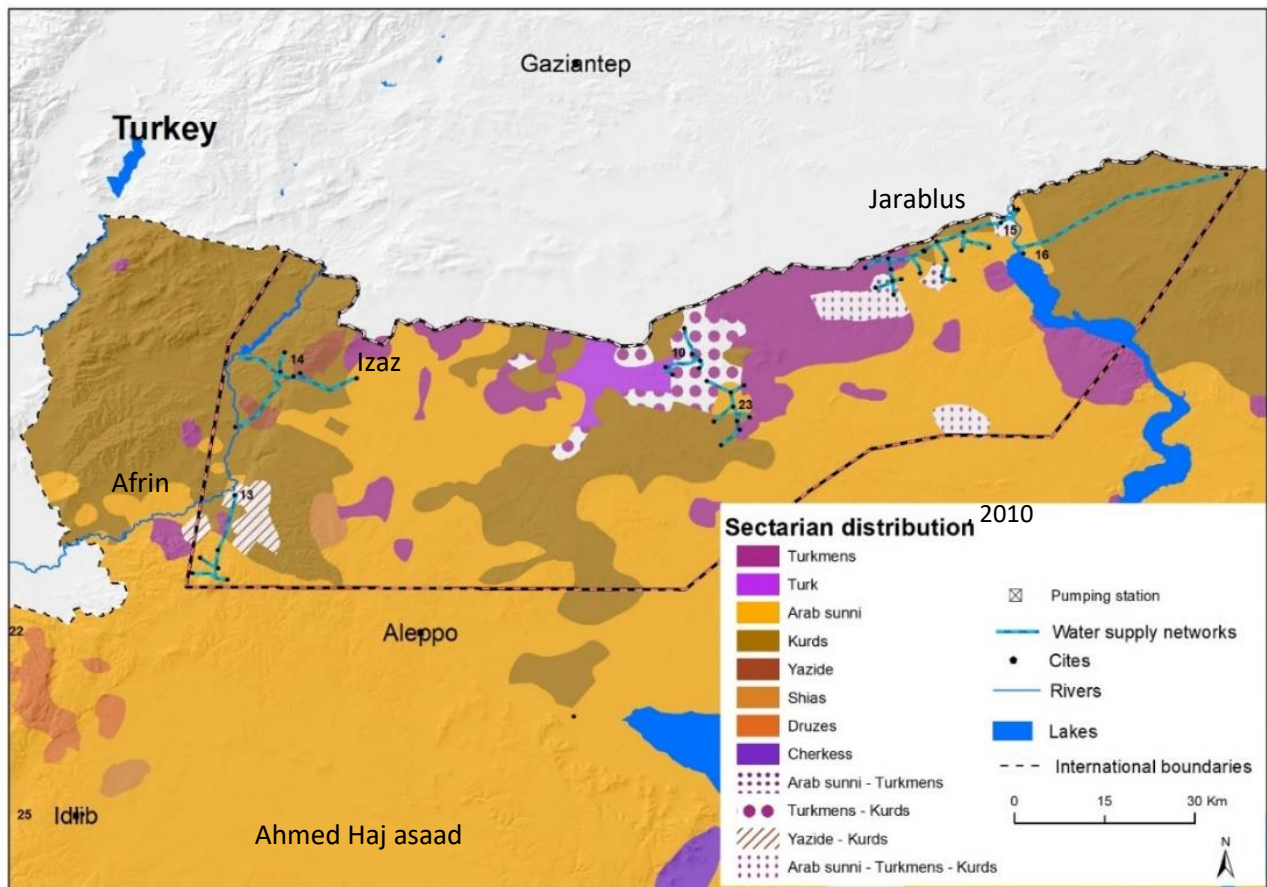 Gaziantep
Turkey
Jarablus
15
16
14
Izaz
10
23
Afrin
13
Aleppo
22
25
Idlib
Ahmed Haj asaad
Sectarian distribution, 2010
Turkmens
Turk
Arab sunni
Kurds
Yazide
Shias
Druzes
Cherkess
Arab sunni - Turkmens
Turkmens - Kurds
Yazide - Kurds
Arab sunni - Turkmens - Kurds
Pumping station
Water supply networks
Cites
Rivers
Lakes
International boundaries
0 15 30 Km
N